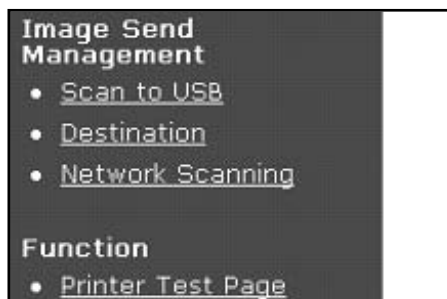 Image Send
Management
• Scan to USB
• Destination
• Network Scanning
Function
• Printer Test Page